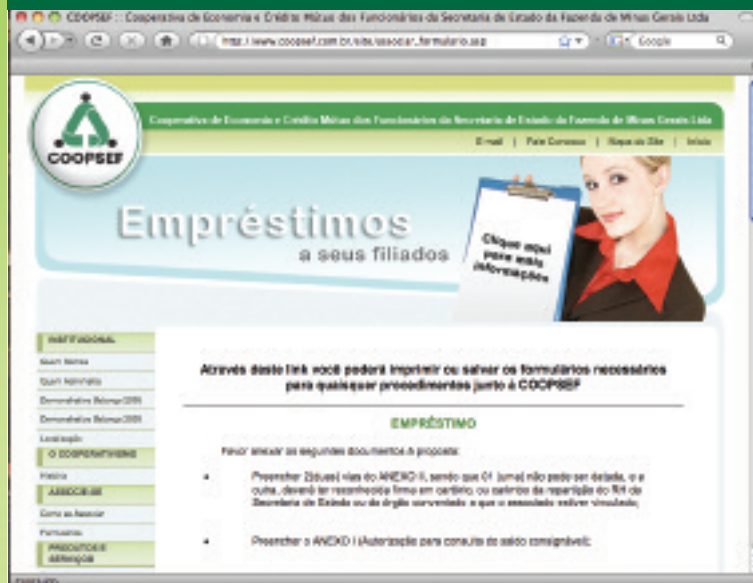 COOPSEF :: Cooperativa de Economia e Crédito Mútuo dos Funcionários da Secretaria de Estado da Fazenda de Minas Gerais Ltda
http://www.coopsef.com.br/site/associar_formulario.asp
Google
Cooperativa de Economia e Crédito Mútuo dos Funcionários da Secretaria de Estado da Fazenda de Minas Gerais Ltda
COOPSEF
E-mail | Fale Conosco | Mapa do Site | Início
Empréstimos
a seus filiados
Clique aqui
para mais
informações
INSTITUCIONAL
Quem Somos
Quem Administra
Demonstrativo Balanço
Demonstrativo Balanço
Localização
O COOPERATIVISMO
História
ASSOCIE-SE
Como se Associar
Formulários
PRODUTOS E
SERVIÇOS
Através deste link você poderá imprimir ou salvar os formulários necessários
para quaisquer procedimentos junto à COOPSEF
EMPRÉSTIMO
Favor anexar os seguintes documentos à proposta:
• Preencher 2(duas) vias do ANEXO II, sendo que 01 (uma) não pode ser datada, e a
outra, deverá ter reconhecida firma em cartório, ou carimbo da repartição do RH da
Secretaria de Estado ou do órgão conveniado a que o associado estiver vinculado;
• Preencher o ANEXO I (Autorização para consulta do saldo consignável);